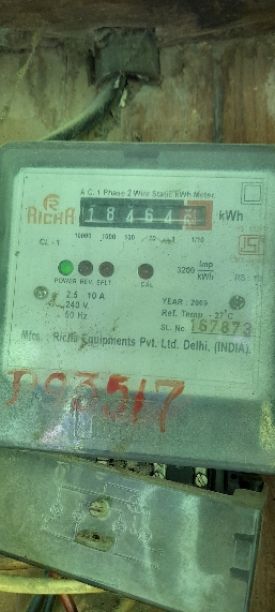 A.C. 1 Phase 2 Wire Static kWh Meter
RICHA
184646
kWh
10000 1000 100 10 1/10
CL - 1
3200 imp/kWh
POWER REV. E/LT CAL
2.5 - 10 A
240 V.
50 Hz
YEAR: 2009
Ref. Temp. : 27°C
SL. No. 167873
Mfrs. : Richa Equipments Pvt. Ltd. Delhi, (INDIA).